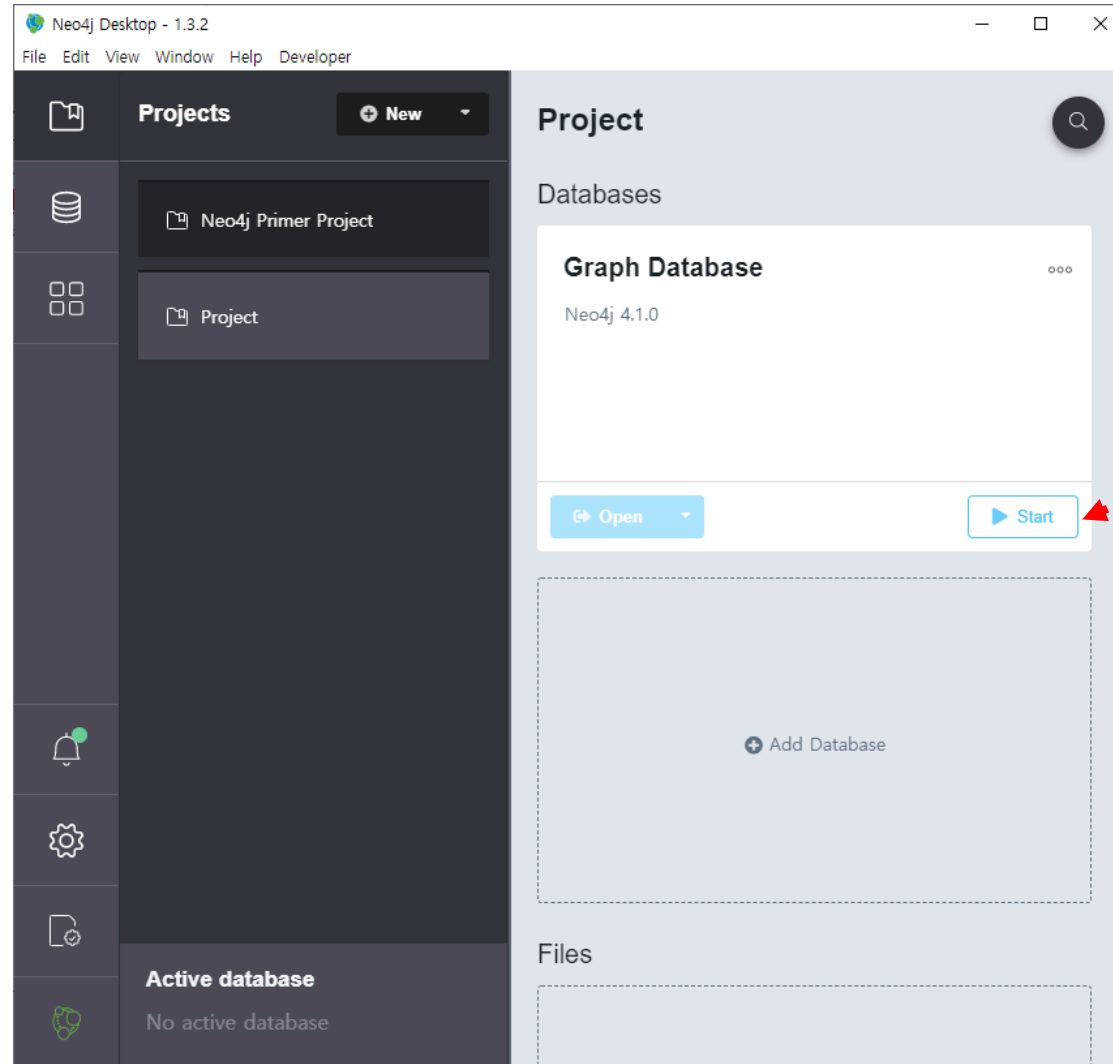 Neo4j Desktop - 1.3.2
File Edit View Window Help Developer
Projects
New
Neo4j Primer Project
Project
Active database
No active database
Project
Databases
Graph Database
Neo4j 4.1.0
Open
Start
Add Database
Files